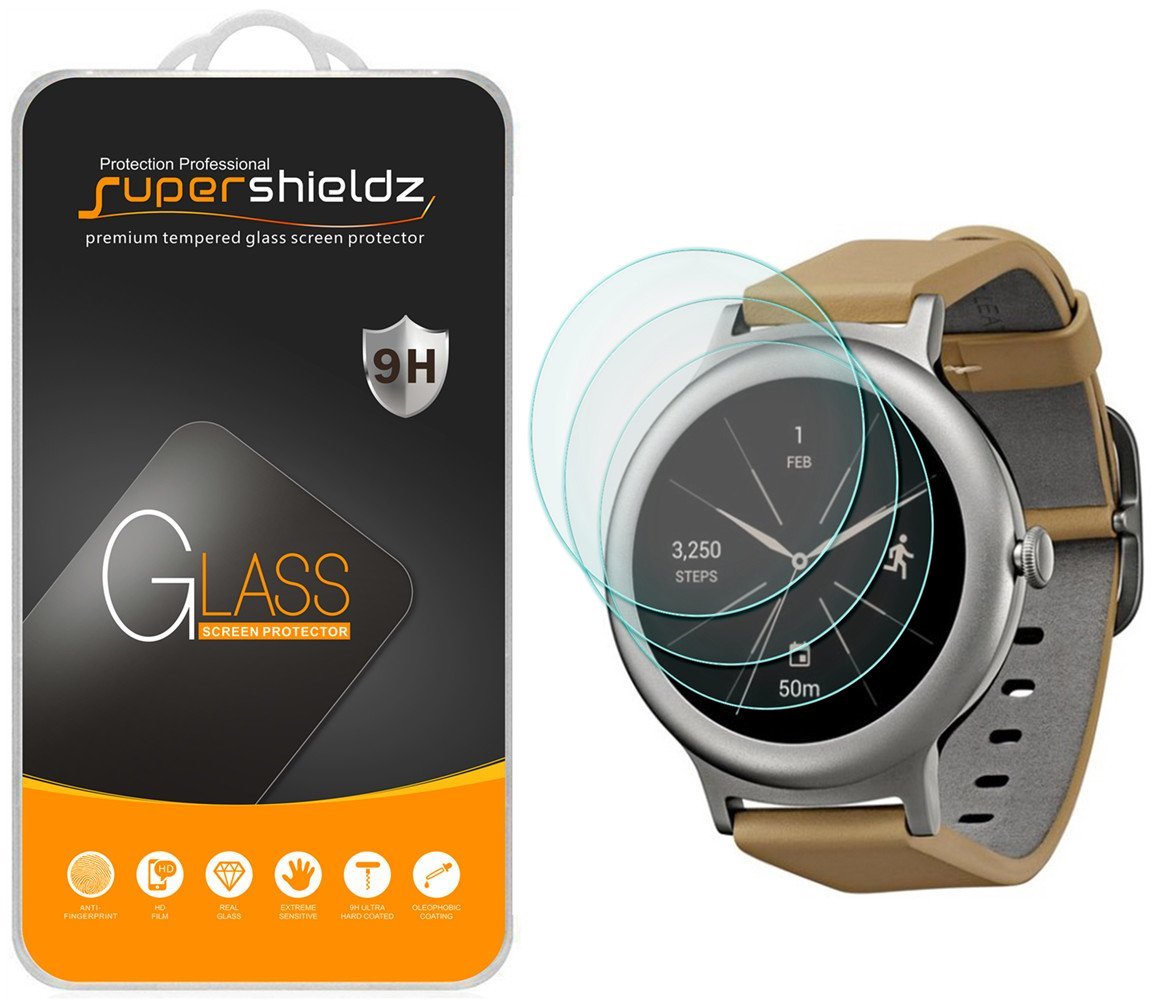 Protection Professional
supershieldz
premium tempered glass screen protector
9H
GLASS
SCREEN PROTECTOR
ANTI-
FINGERPRINT
HD
HD
FILM
REAL
GLASS
EXTREME
SENSITIVE
9H ULTRA
HARD COATED
OLEOPHOBIC
COATING
1
FEB
3,250
STEPS
50m